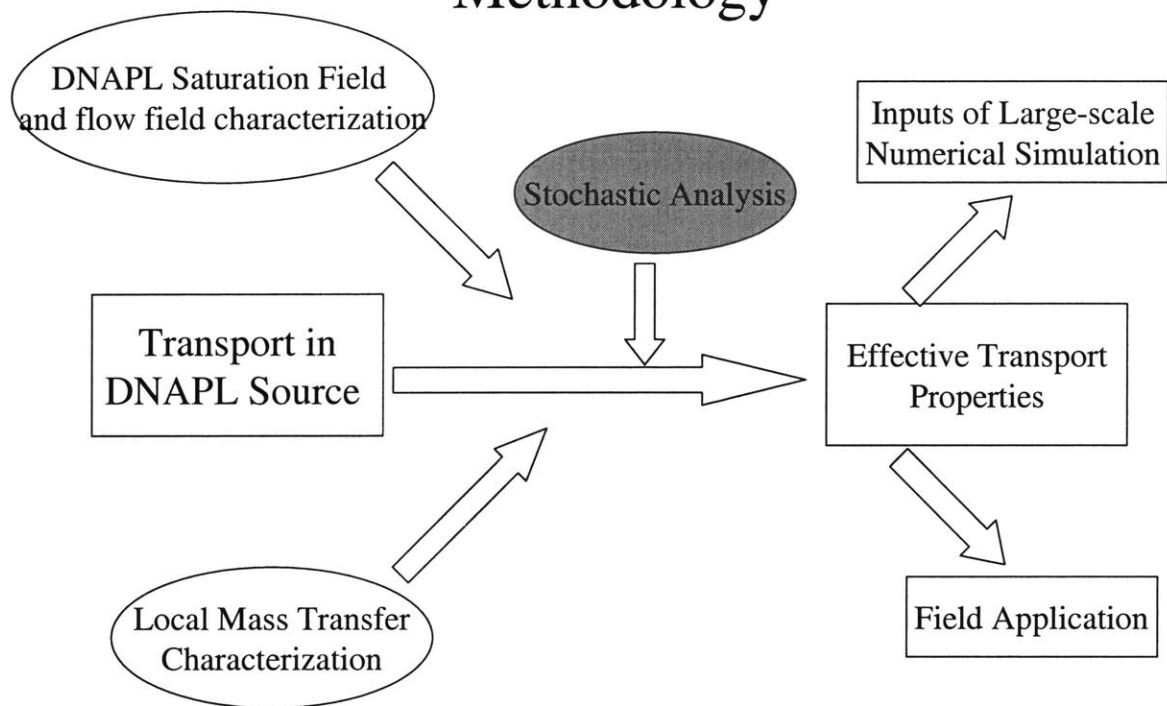 Methodology
DNAPL Saturation Field
and flow field characterization
Inputs of Large-scale
Numerical Simulation
Stochastic Analysis
Transport in
DNAPL Source
Effective Transport
Properties
Local Mass Transfer
Characterization
Field Application